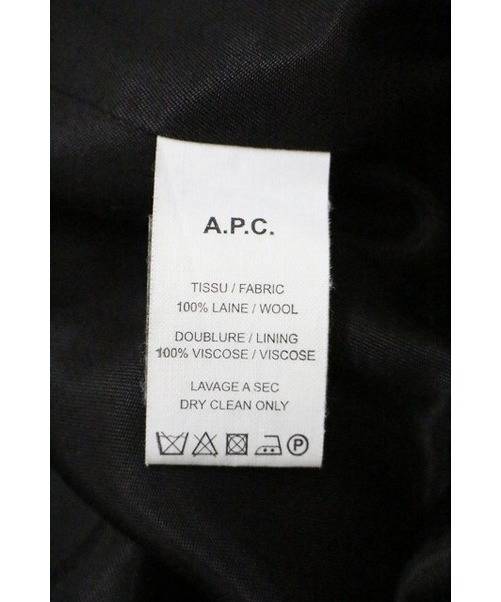 A.P.C.
TISSU / FABRIC
100% LAINE / WOOL
DOUBLURE / LINING
100% VISCOSE / VISCOSE
LAVAGE A SEC
DRY CLEAN ONLY
P